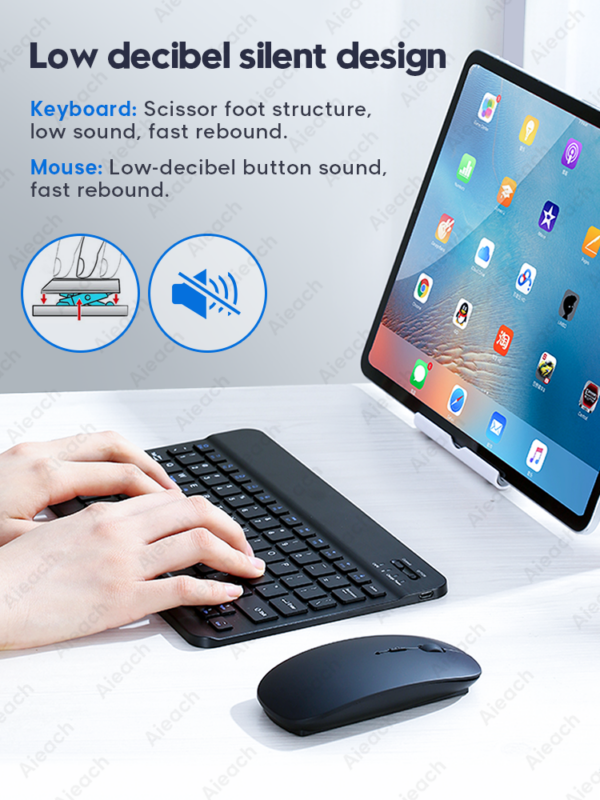 Low decibel silent design
Keyboard: Scissor foot structure,
low sound, fast rebound.
Mouse: Low-decibel button sound,
fast rebound.
Aieach